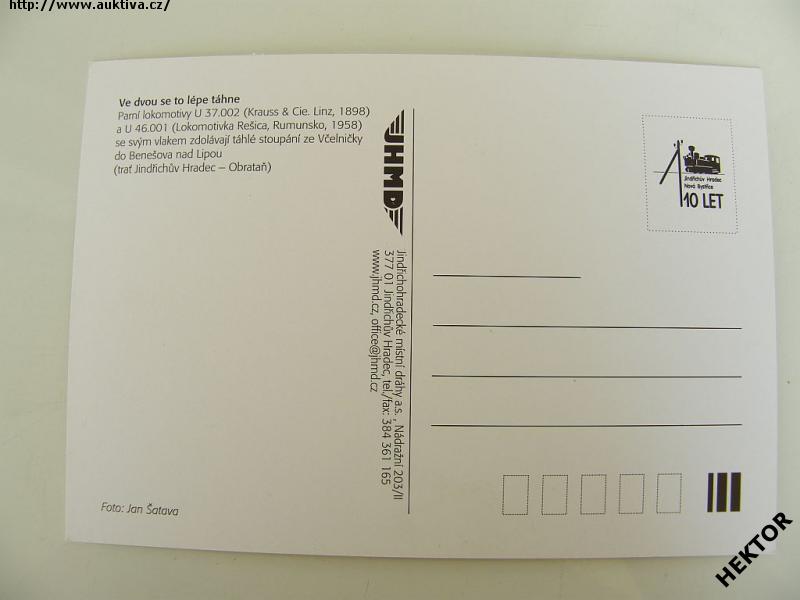 http://www.auktiva.cz/
Ve dvou se to lépe táhne
Parní lokomotivy U 37.002 (Krauss & Cie. Linz, 1898)
a U 46.001 (Lokomotivka Rešica, Rumunsko, 1958)
se svým vlakem zdolávají táhlé stoupání ze Včelničky
do Benešova nad Lipou
(trať Jindřichův Hradec – Obrataň)
Foto: Jan Šatava
JHMD
Jindřichohradecké místní dráhy a.s., Nádražní 203/II
377 01 Jindřichův Hradec, tel./fax: 384 361 165
www.jhmd.cz, office@jhmd.cz
Jindřichův Hradec
Nová Bystřice
10 LET
HEKTOR